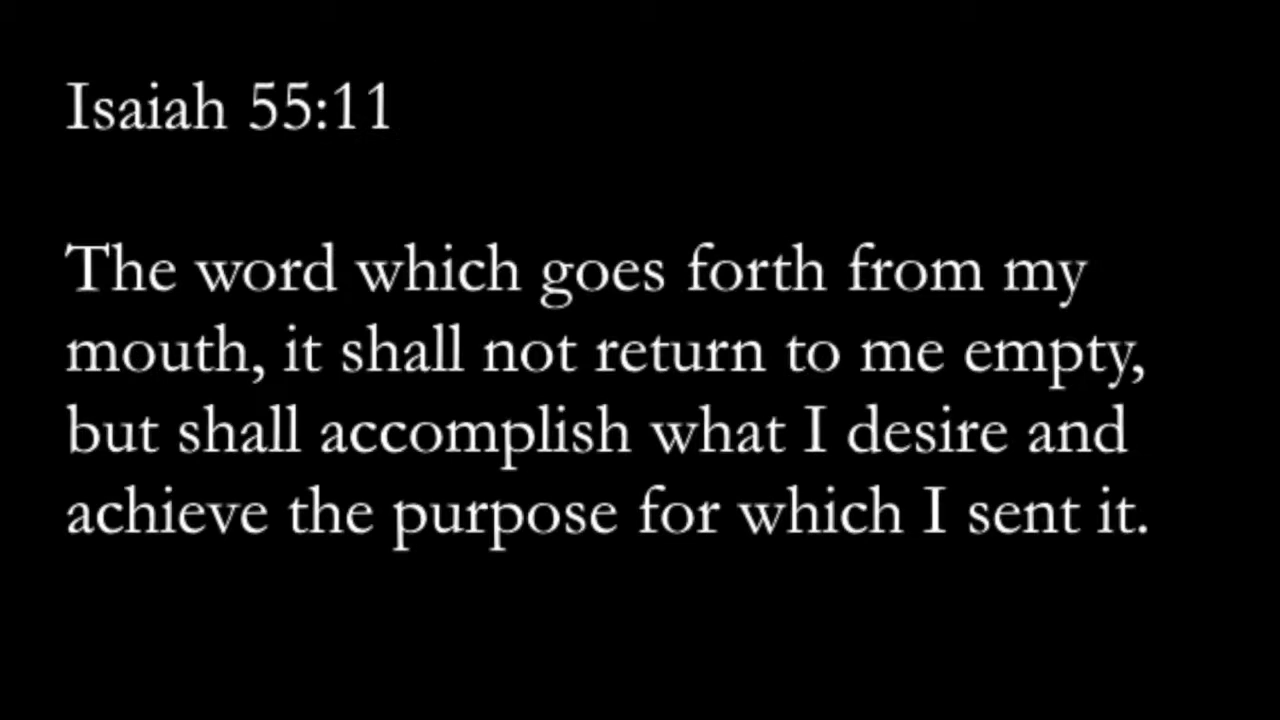 Isaiah 55:11
The word which goes forth from my
mouth, it shall not return to me empty,
but shall accomplish what I desire and
achieve the purpose for which I sent it.